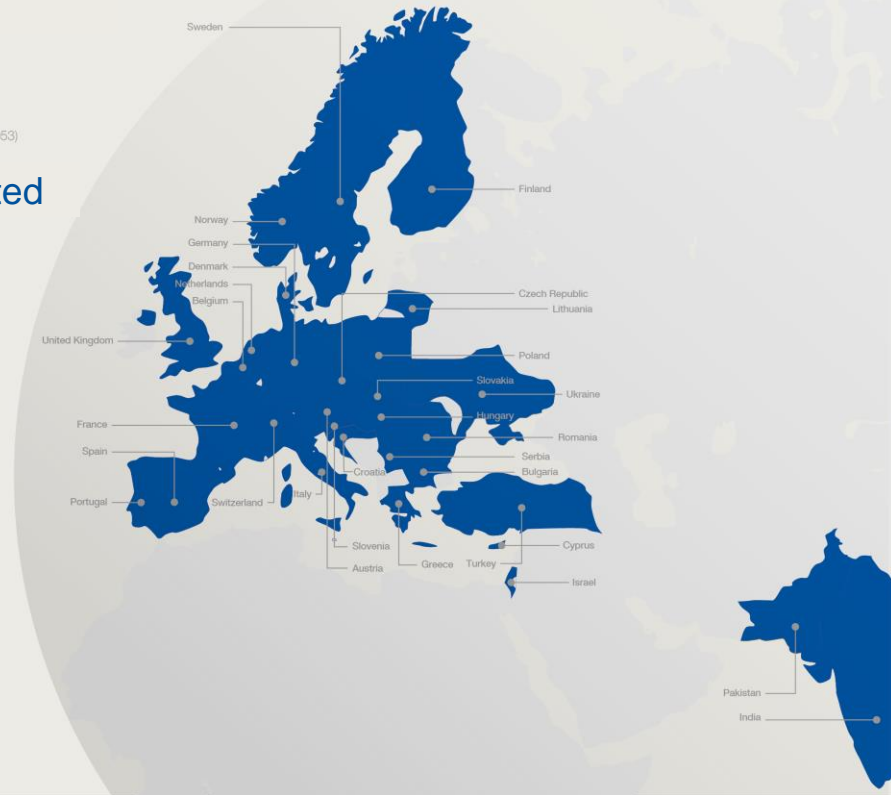 Sweden
53)
ted
Finland
Norway
Germany
Denmark
Netherlands
Belgium
Czech Republic
Lithuania
United Kingdom
Poland
Slovakia
Ukraine
France
Hungary
Romania
Spain
Serbia
Croatia
Bulgaria
Portugal
Switzerland
Italy
Slovenia
Cyprus
Austria
Greece
Turkey
Israel
Pakistan
India